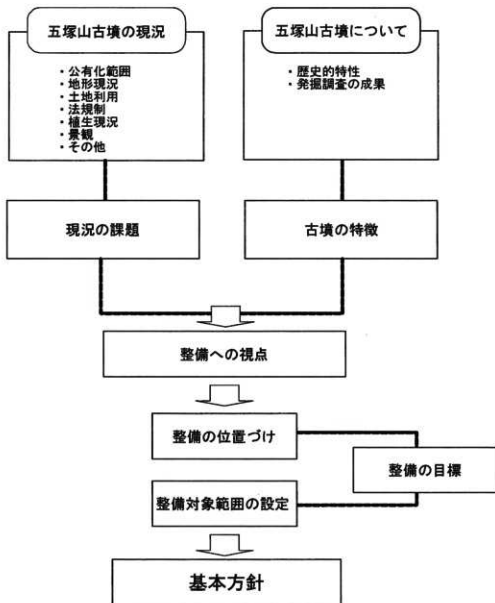 五塚山古墳の現況
・公有化範囲
・地形現況
・土地利用
・法規制
・植生現況
・景観
・その他
五塚山古墳について
・歴史的特性
・発掘調査の成果
現況の課題
古墳の特徴
整備への視点
整備の位置づけ
整備の目標
整備対象範囲の設定
基本方針